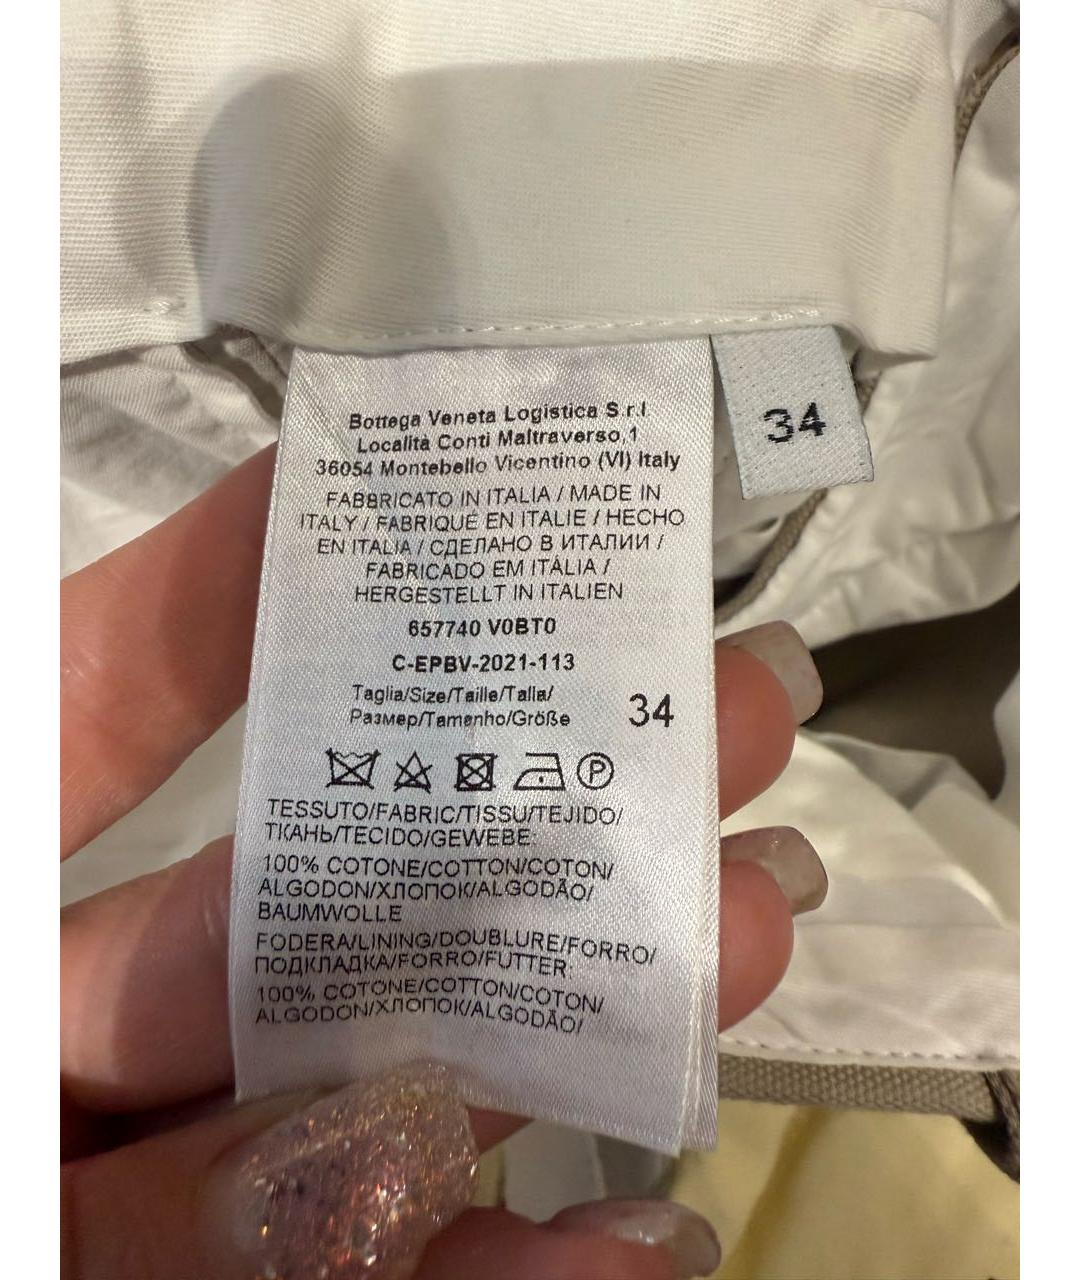 Bottega Veneta Logistica S.r.l
Località Conti Maltraverso,1
36054 Montebello Vicentino (VI) Italy
FABBRICATO IN ITALIA / MADE IN
ITALY / FABRIQUÉ EN ITALIE / HECHO
EN ITALIA / СДЕЛАНО В ИТАЛИИ /
FABRICADO EM ITÁLIA /
HERGESTELLT IN ITALIEN
657740 V0BT0
C-EPBV-2021-113
Taglia/Size/Taille/Talla/
Размер/Tamanho/Größe
34
P
TESSUTO/FABRIC/TISSU/TEJIDO/
ТКАНЬ/TECIDO/GEWEBE:
100% COTONE/COTTON/COTON/
ALGODON/ХЛОПОК/ALGODÃO/
BAUMWOLLE
FODERA/LINING/DOUBLURE/FORRO/
ПОДКЛАДКА/FORRO/FUTTER:
100% COTONE/COTTON/COTON/
ALGODON/ХЛОПОК/ALGODÃO/
34